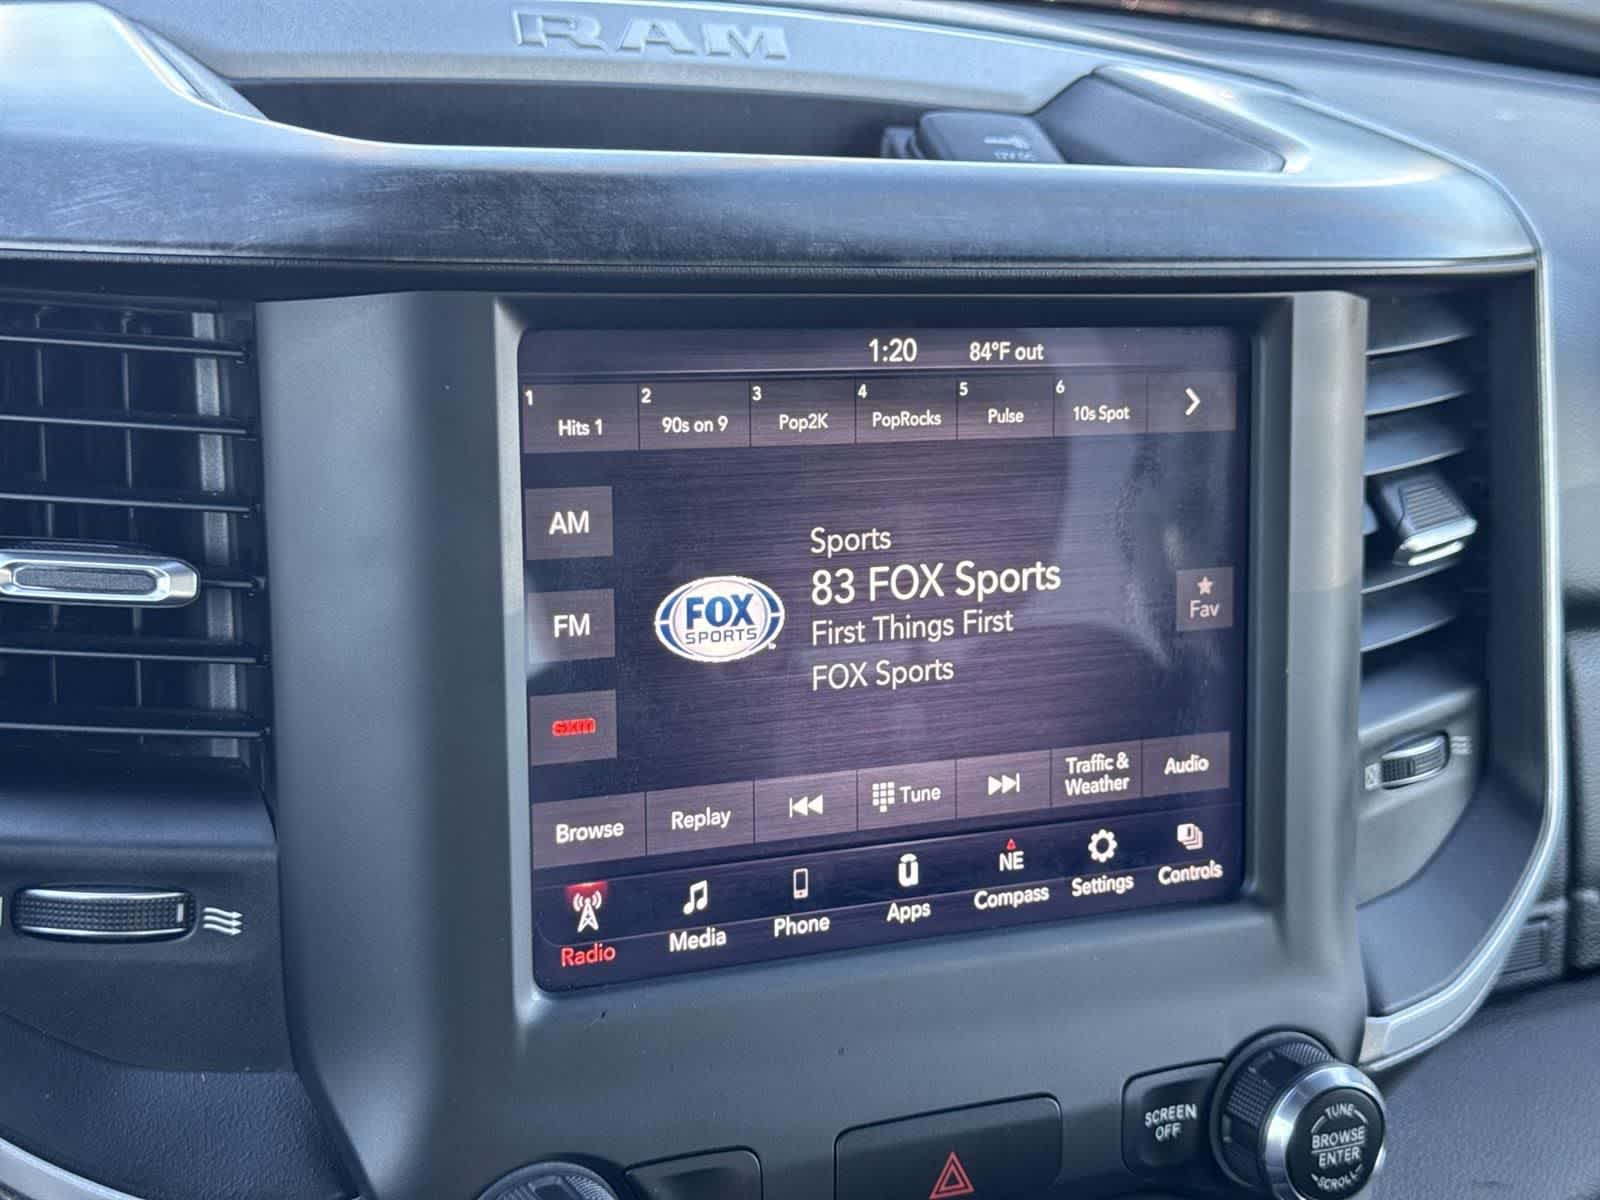 RAM
12V DC
1:20 84°F out
1 2 3 4 5 6
Hits 1 90s on 9 Pop2K PopRocks Pulse 10s Spot
AM
Sports
83 FOX Sports
First Things First
FOX Sports
FOX
SPORTS
Fav
FM
sxm
Browse Replay Tune Traffic & Weather Audio
NE
Radio Media Phone Apps Compass Settings Controls
SCREEN
OFF
TUNE
BROWSE
ENTER
SCROLL